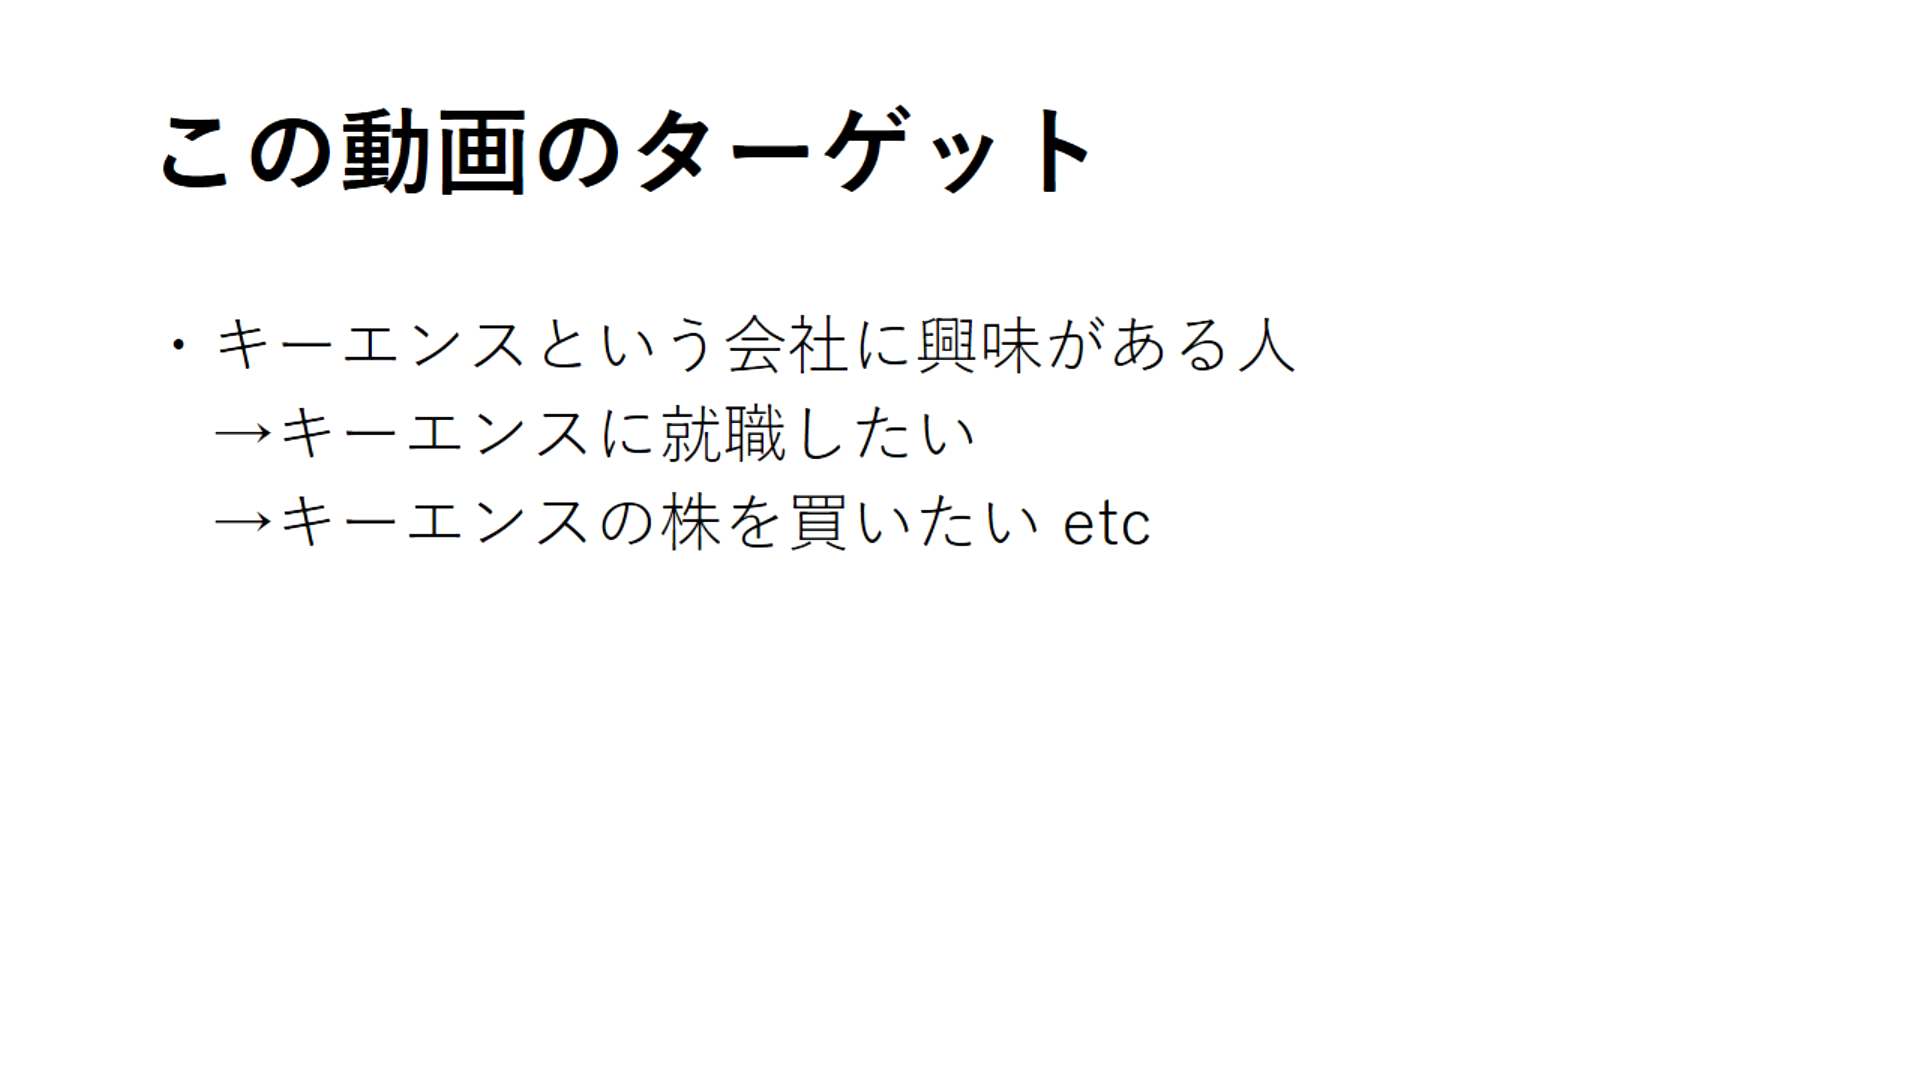 この動画のターゲット
・キーエンスという会社に興味がある人
→キーエンスに就職したい
→キーエンスの株を買いたい etc